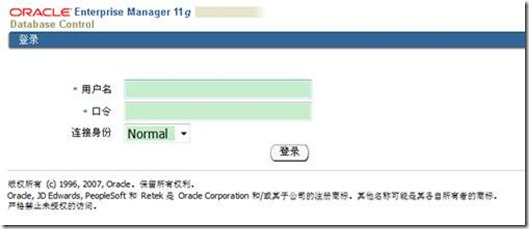 ORACLE Enterprise Manager 11g
Database Control
登录
* 用户名
* 口令
连接身份 Normal
登录
版权所有 (c) 1996, 2007, Oracle。保留所有权利。
Oracle, JD Edwards, PeopleSoft 和 Retek 是 Oracle Corporation 和/或其子公司的注册商标。其他名称可能是其各自所有者的商标。
严格禁止未授权的访问。